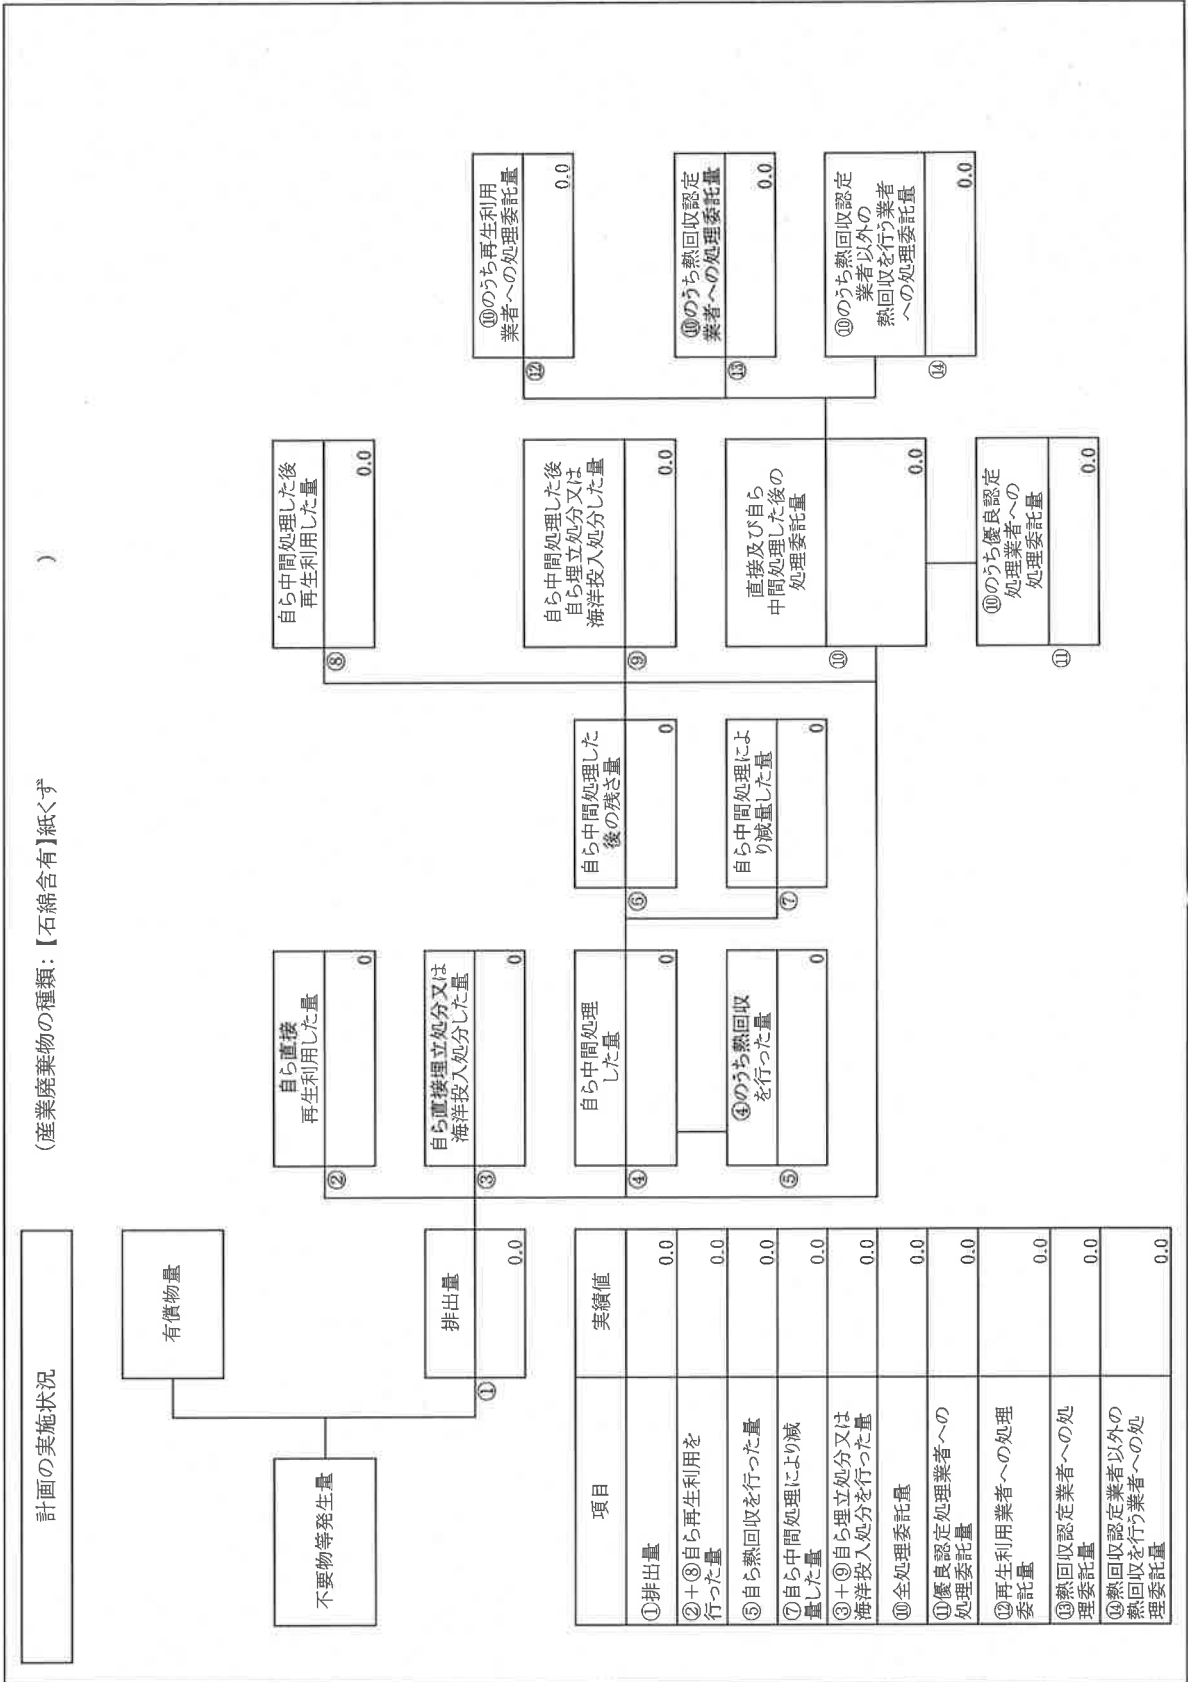 計画の実施状況
(産業廃棄物の種類:【石綿含有】紙くず )
不要物等発生量
有償物量
排出量
①
0.0
自ら直接
再生利用した量
②
0
自ら直接埋立処分又は
海洋投入処分した量
③
0
自ら中間処理
した量
④
0
④のうち熱回収
を行った量
⑤
0
自ら中間処理した
後の残さ量
⑥
0
自ら中間処理によ
り減量した量
⑦
0
自ら中間処理した後
再生利用した量
⑧
0.0
自ら中間処理した後
自ら埋立処分又は
海洋投入処分した量
⑨
0.0
直接及び自ら
中間処理した後の
処理委託量
⑩
0.0
⑩のうち優良認定
処理業者への
処理委託量
⑪
0.0
⑩のうち再生利用
業者への処理委託量
⑫
0.0
⑩のうち熱回収認定
業者への処理委託量
⑬
0.0
⑩のうち熱回収認定
業者以外の
熱回収を行う業者
への処理委託量
⑭
0.0
項目 実績値
①排出量 0.0
②+⑧自ら再生利用を
行った量 0.0
⑤自ら熱回収を行った量 0.0
⑦自ら中間処理により減
量した量 0.0
③+⑨自ら埋立処分又は
海洋投入処分を行った量 0.0
⑩全処理委託量 0.0
⑪優良認定処理業者への
処理委託量 0.0
⑫再生利用業者への処理
委託量 0.0
⑬熱回収認定業者への処
理委託量 0.0
⑭熱回収認定業者以外の
熱回収を行う業者への処
理委託量 0.0